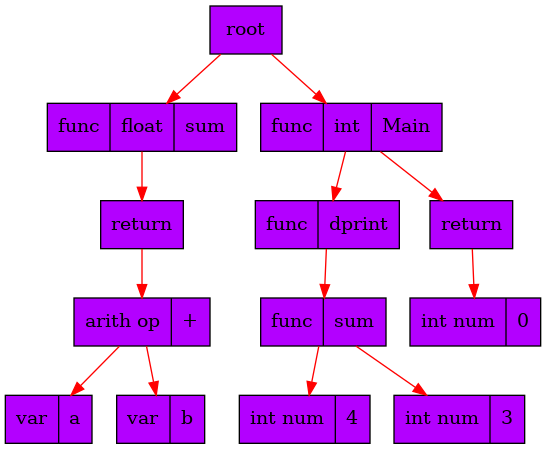 root
func float sum
func int Main
return
func dprint
return
arith op +
func sum
int num 0
var a
var b
int num 4
int num 3